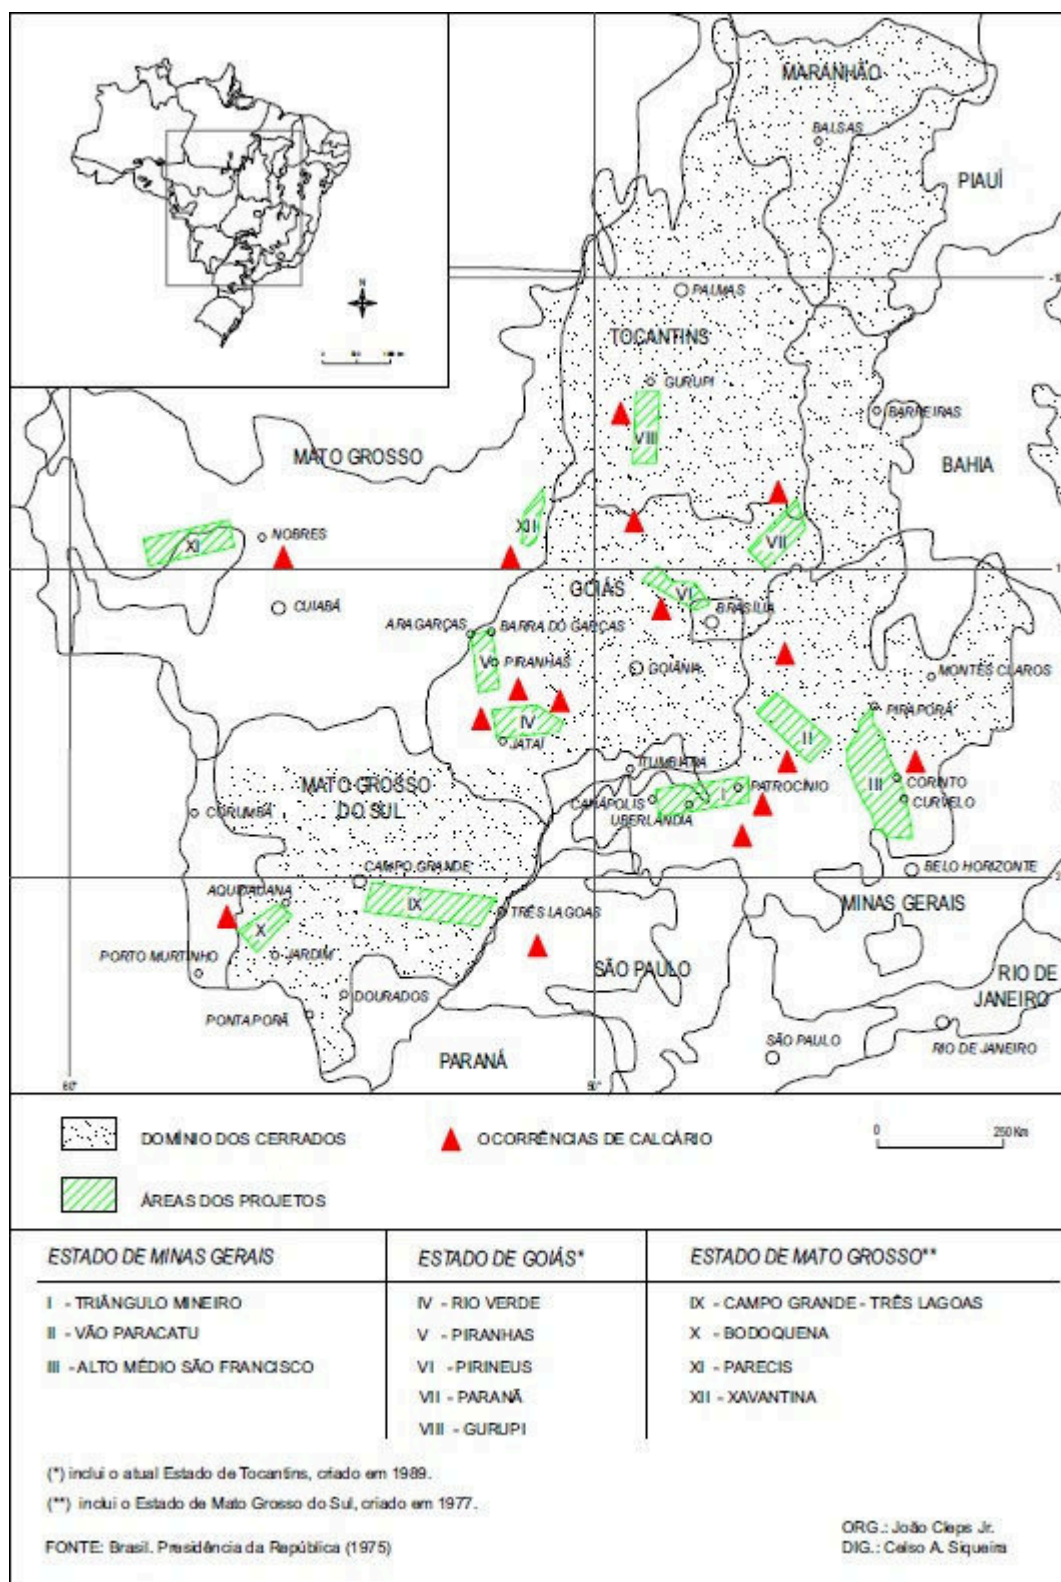 MARANHÃO
BALSAS
PIAUÍ
PALMAS
TOCANTINS
GURUPI
BARREIRAS
VIII
MATO GROSSO
BAHIA
XII
NOBRES
XI
VII
GOIÁS
VI
BRASÍLIA
CUIABÁ
ARAGARÇAS
BARRA DO GARÇAS
V
PIRANHAS
GOIÂNIA
MONTES CLAROS
PIRAPORA
IV
II
JATAÍ
ITUMBIARA
MATO GROSSO
DO SUL
III
CORINTO
I
PATROCÍNIO
CANÁPOLIS
CURVELO
CORUMBÁ
UBERLÂNDIA
CAMPO GRANDE
BELO HORIZONTE
AQUIDAUANA
IX
TRÊS LAGOAS
MINAS GERAIS
X
JARDIM
PORTO MURTINHO
SÃO PAULO
RIO DE
JANEIRO
DOURADOS
PONTA PORÃ
SÃO PAULO
RIO DE JANEIRO
PARANÁ
60°
50°
DOMÍNIO DOS CERRADOS
OCORRÊNCIAS DE CALCÁRIO
0 250 Km
ÁREAS DOS PROJETOS
ESTADO DE MINAS GERAIS
I - TRIÂNGULO MINEIRO
II - VÃO PARACATU
III - ALTO MÉDIO SÃO FRANCISCO
ESTADO DE GOIÁS*
IV - RIO VERDE
V - PIRANHAS
VI - PIRINEUS
VII - PARANÃ
VIII - GURUPI
ESTADO DE MATO GROSSO**
IX - CAMPO GRANDE - TRÊS LAGOAS
X - BODOQUENA
XI - PARECIS
XII - XAVANTINA
(*) inclui o atual Estado de Tocantins, criado em 1989.
(**) inclui o Estado de Mato Grosso do Sul, criado em 1977.
FONTE: Brasil. Presidência da República (1975)
ORG.: João Cleps Jr.
DIG.: Celso A. Siqueira